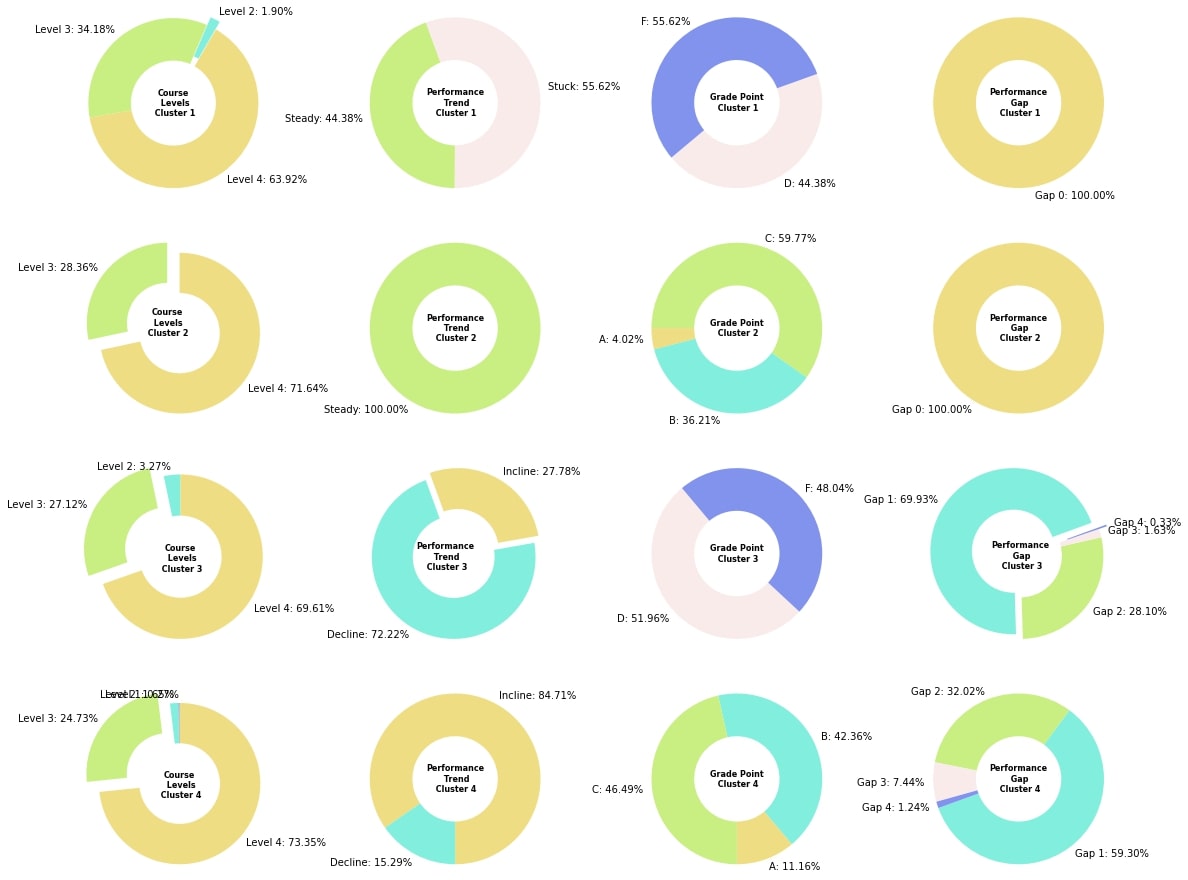 Level 3: 34.18%
Level 2: 1.90%
Course
Levels
Cluster 1
Level 4: 63.92%
Steady: 44.38%
Performance
Trend
Cluster 1
Stuck: 55.62%
F: 55.62%
Grade Point
Cluster 1
D: 44.38%
Performance
Gap
Cluster 1
Gap 0: 100.00%
Level 3: 28.36%
Course
Levels
Cluster 2
Level 4: 71.64%
Performance
Trend
Cluster 2
Steady: 100.00%
C: 59.77%
A: 4.02%
Grade Point
Cluster 2
B: 36.21%
Performance
Gap
Cluster 2
Gap 0: 100.00%
Level 2: 3.27%
Level 3: 27.12%
Course
Levels
Cluster 3
Level 4: 69.61%
Incline: 27.78%
Performance
Trend
Cluster 3
Decline: 72.22%
F: 48.04%
Grade Point
Cluster 3
D: 51.96%
Gap 1: 69.93%
Gap 4: 0.33%
Gap 3: 1.63%
Performance
Gap
Cluster 3
Gap 2: 28.10%
Level 3: 24.73%
Course
Levels
Cluster 4
Level 4: 73.35%
Incline: 84.71%
Performance
Trend
Cluster 4
Decline: 15.29%
B: 42.36%
C: 46.49%
Grade Point
Cluster 4
A: 11.16%
Gap 2: 32.02%
Gap 3: 7.44%
Gap 4: 1.24%
Performance
Gap
Cluster 4
Gap 1: 59.30%